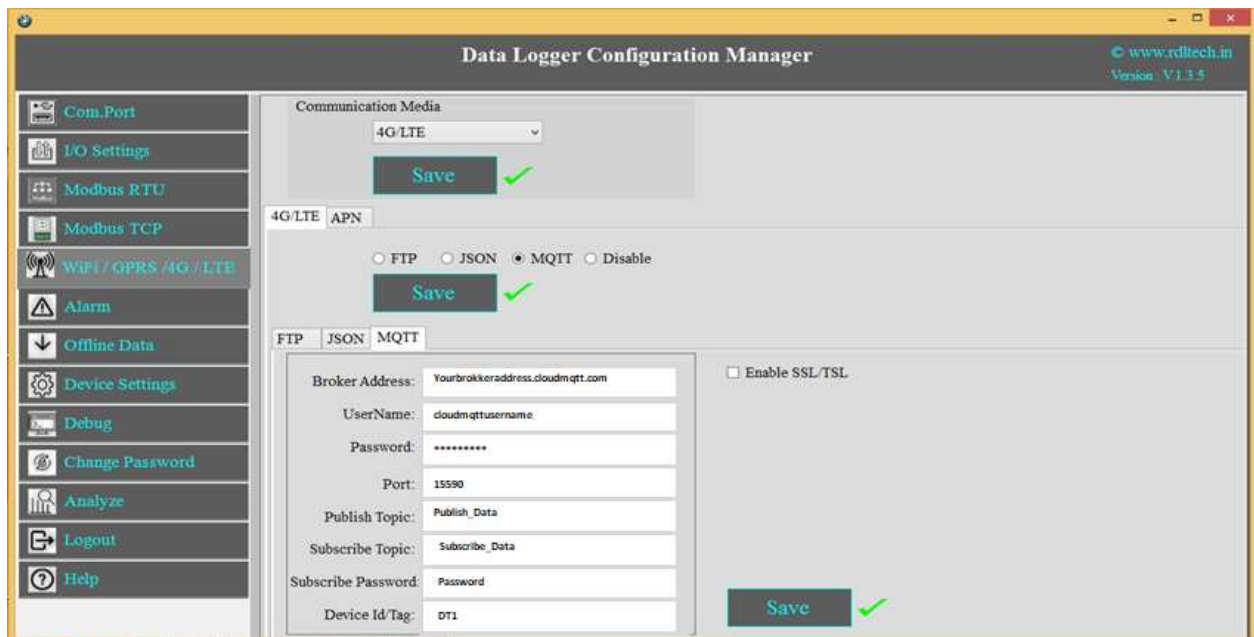 Data Logger Configuration Manager
© www.rdltech.in
Version : V 1.3.5
Com.Port
I/O Settings
Modbus RTU
Modbus TCP
WiFi / GPRS /4G / LTE
Alarm
Offline Data
Device Settings
Debug
Change Password
Analyze
Logout
Help
Communication Media
4G/LTE
Save
4G/LTE APN
FTP JSON MQTT Disable
Save
FTP JSON MQTT
Broker Address: Yourbrokkeraddress.cloudmqtt.com
UserName: cloudmqttusername
Password: *********
Port: 15590
Publish Topic: Publish_Data
Subscribe Topic: Subscribe_Data
Subscribe Password: Password
Device Id/Tag: DT1
Enable SSL/TSL
Save